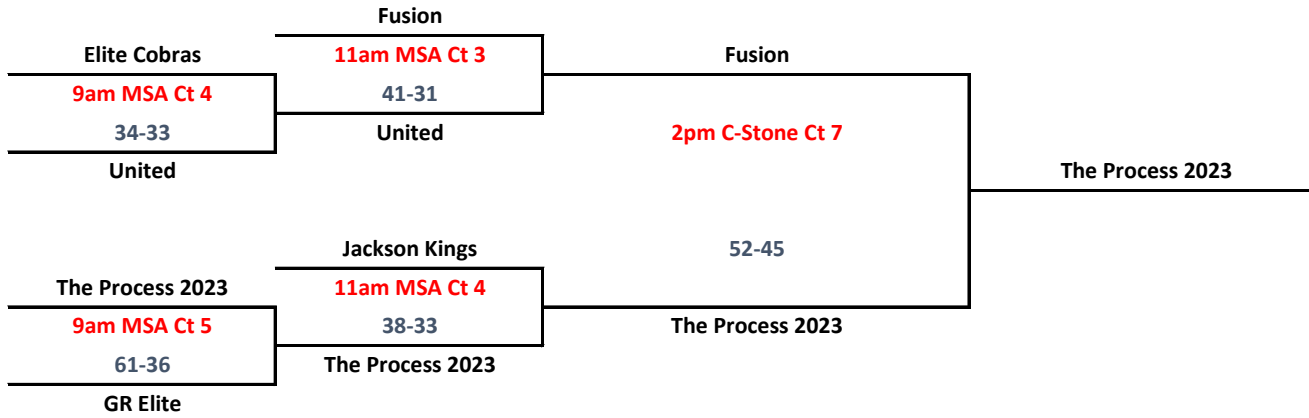 Fusion
Elite Cobras
11am MSA Ct 3
Fusion
9am MSA Ct 4
41-31
34-33
United
2pm C-Stone Ct 7
United
The Process 2023
Jackson Kings
52-45
The Process 2023
11am MSA Ct 4
9am MSA Ct 5
38-33
The Process 2023
61-36
The Process 2023
GR Elite